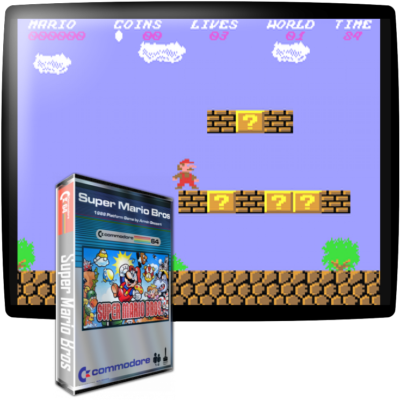 MARIO COINS LIVES WORLD TIME
000000 00 03 01 84
?
? ? ?
Super Mario Bros
commodore 64
SUPER MARIO BROS
commodore
Super Mario Bros